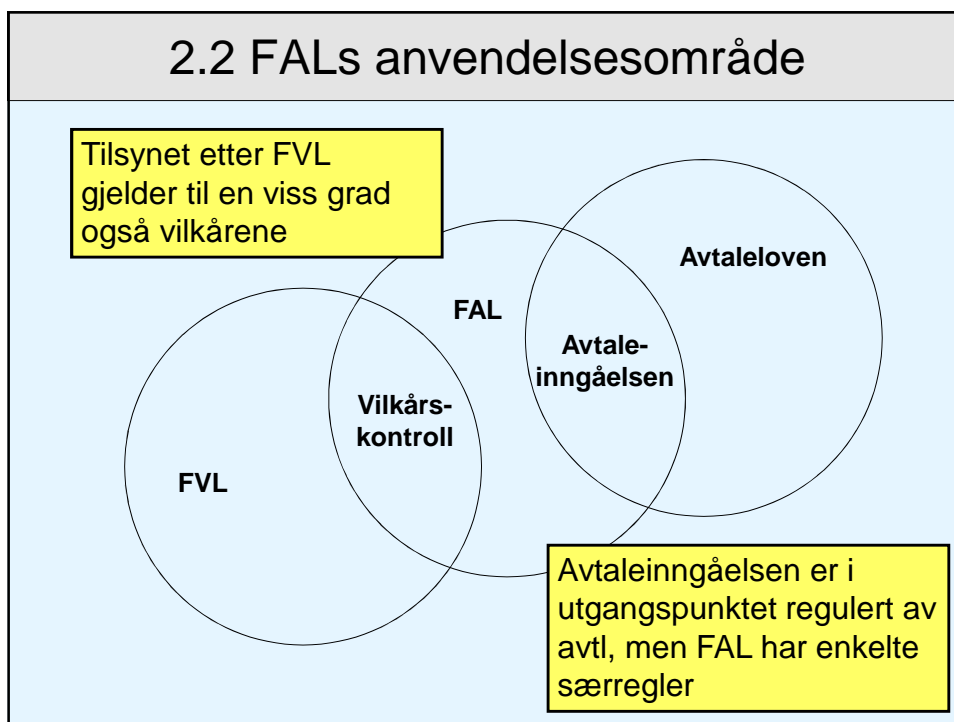 2.2 FALs anvendelsesområde
Tilsynet etter FVL
gjelder til en viss grad
også vilkårene
Avtaleloven
FAL
Avtale-
inngåelsen
Vilkårs-
kontroll
FVL
Avtaleinngåelsen er i
utgangspunktet regulert av
avtl, men FAL har enkelte
særregler